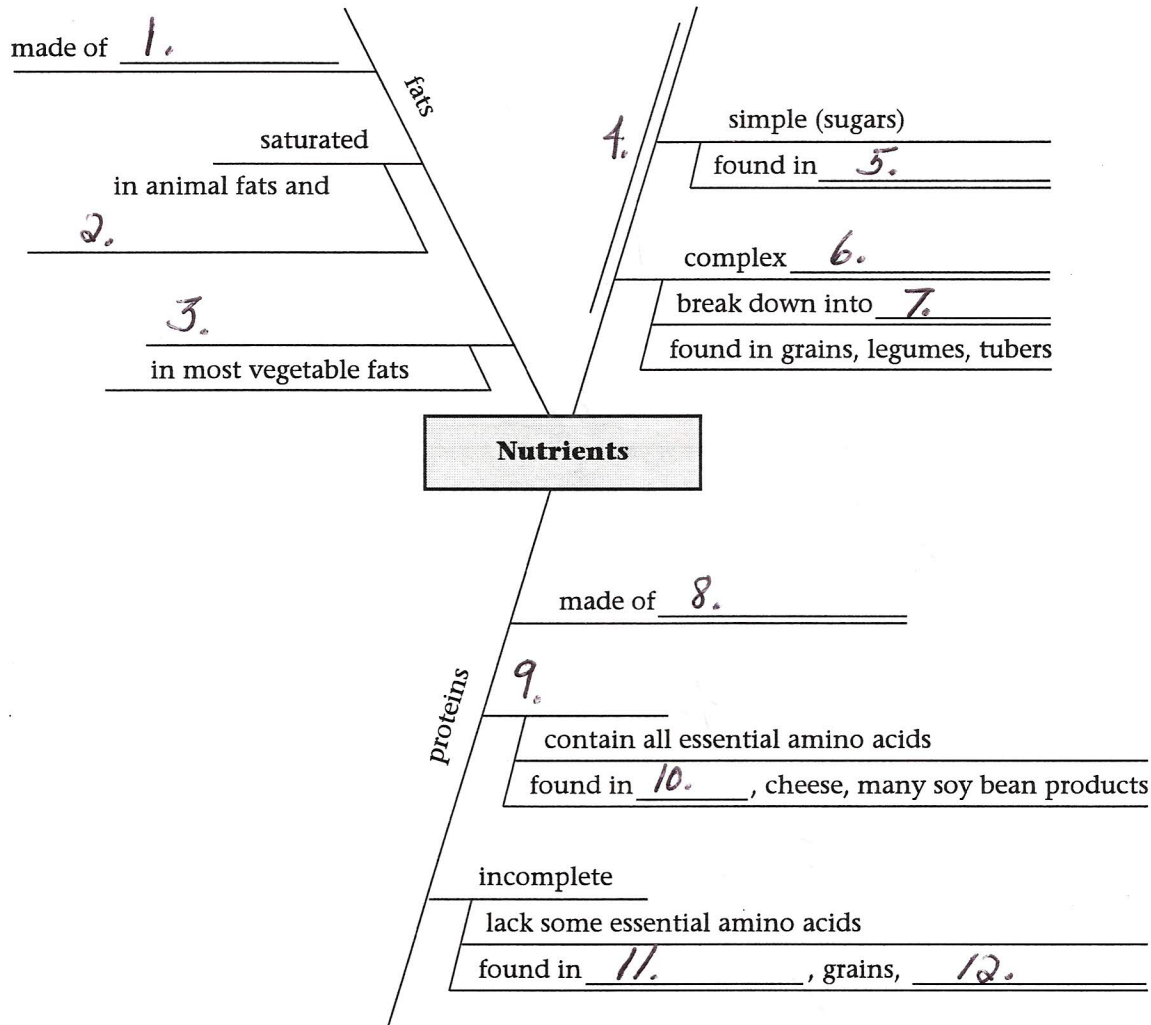 made of 1.
fats
saturated
in animal fats and
2.
3.
in most vegetable fats
4.
simple (sugars)
found in 5.
complex 6.
break down into 7.
found in grains, legumes, tubers
Nutrients
proteins
made of 8.
9.
contain all essential amino acids
found in 10. , cheese, many soy bean products
incomplete
lack some essential amino acids
found in 11. , grains, 12.